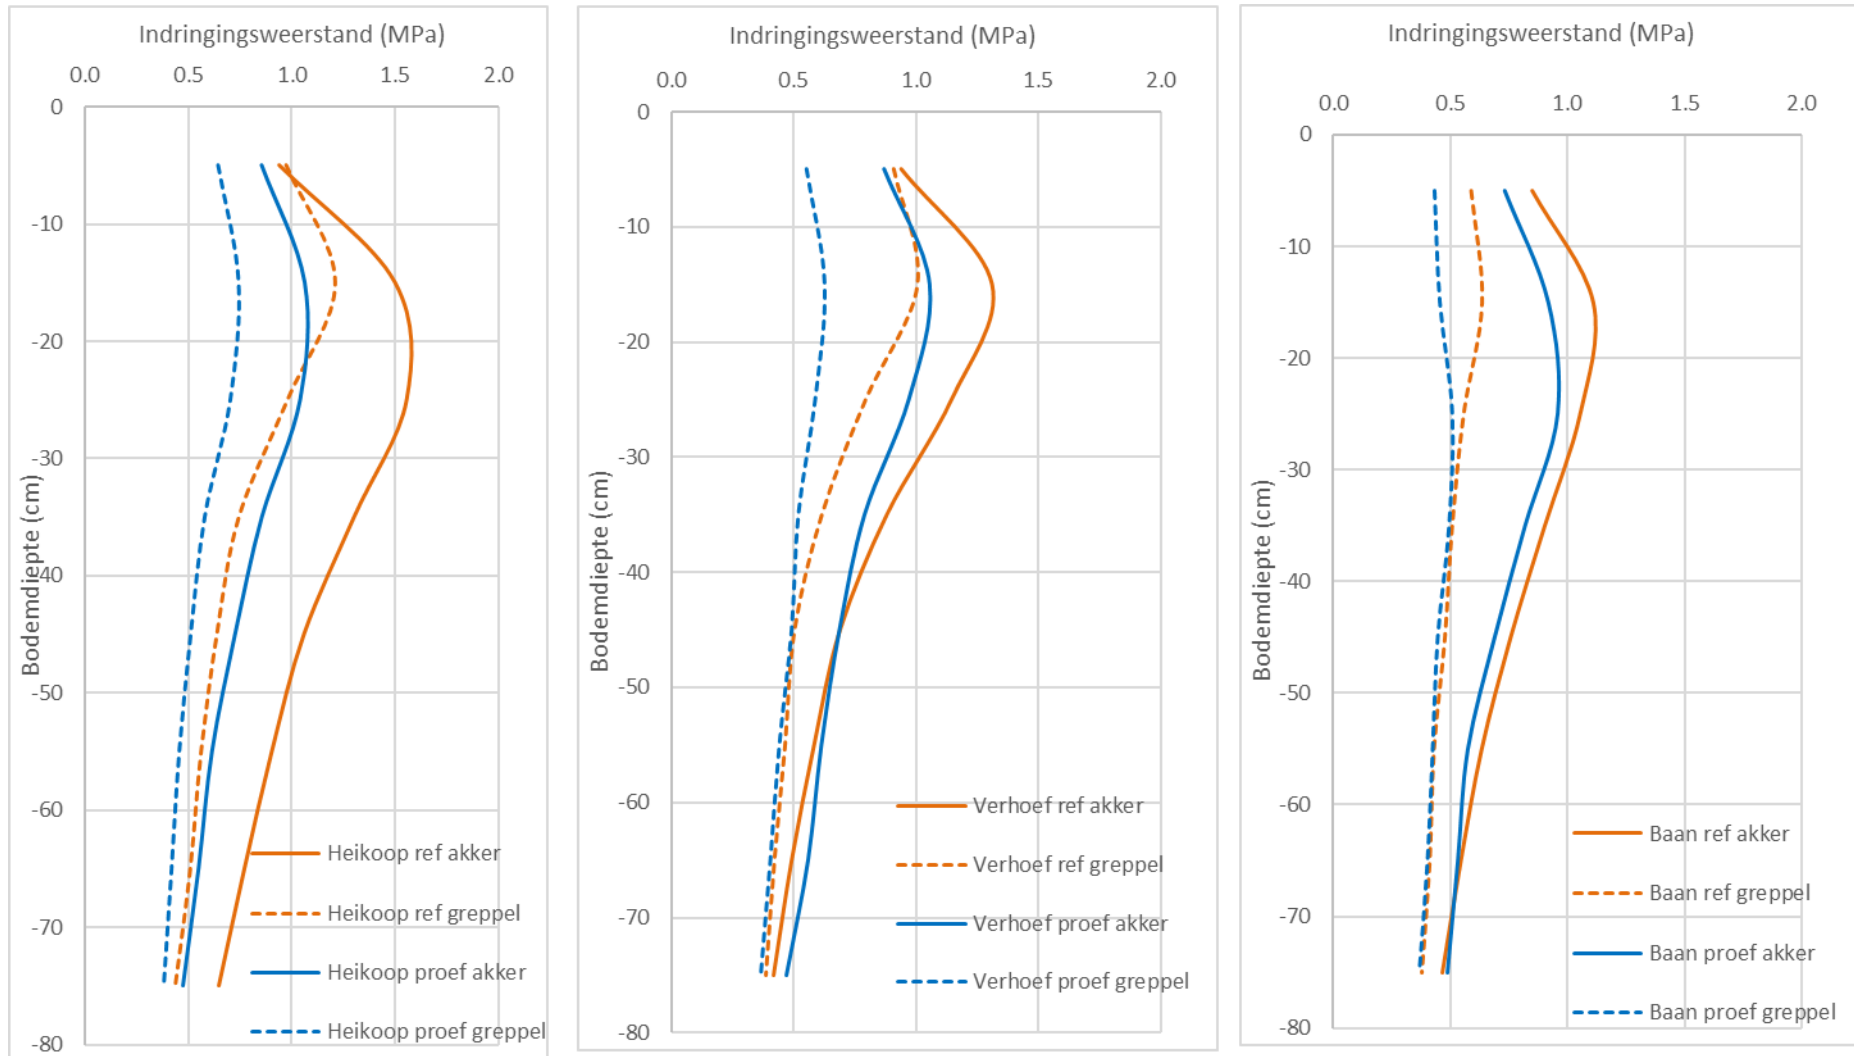 Indringingsweerstand (MPa)
0.0 0.5 1.0 1.5 2.0
0
-10
-20
-30
-40
-50
-60
-70
-80
Bodemdiepte (cm)
Heikoop ref akker
Heikoop ref greppel
Heikoop proef akker
Heikoop proef greppel
Indringingsweerstand (MPa)
0.0 0.5 1.0 1.5 2.0
0
-10
-20
-30
-40
-50
-60
-70
-80
Bodemdiepte (cm)
Verhoef ref akker
Verhoef ref greppel
Verhoef proef akker
Verhoef proef greppel
Indringingsweerstand (MPa)
0.0 0.5 1.0 1.5 2.0
0
-10
-20
-30
-40
-50
-60
-70
-80
Bodemdiepte (cm)
Baan ref akker
Baan ref greppel
Baan proef akker
Baan proef greppel